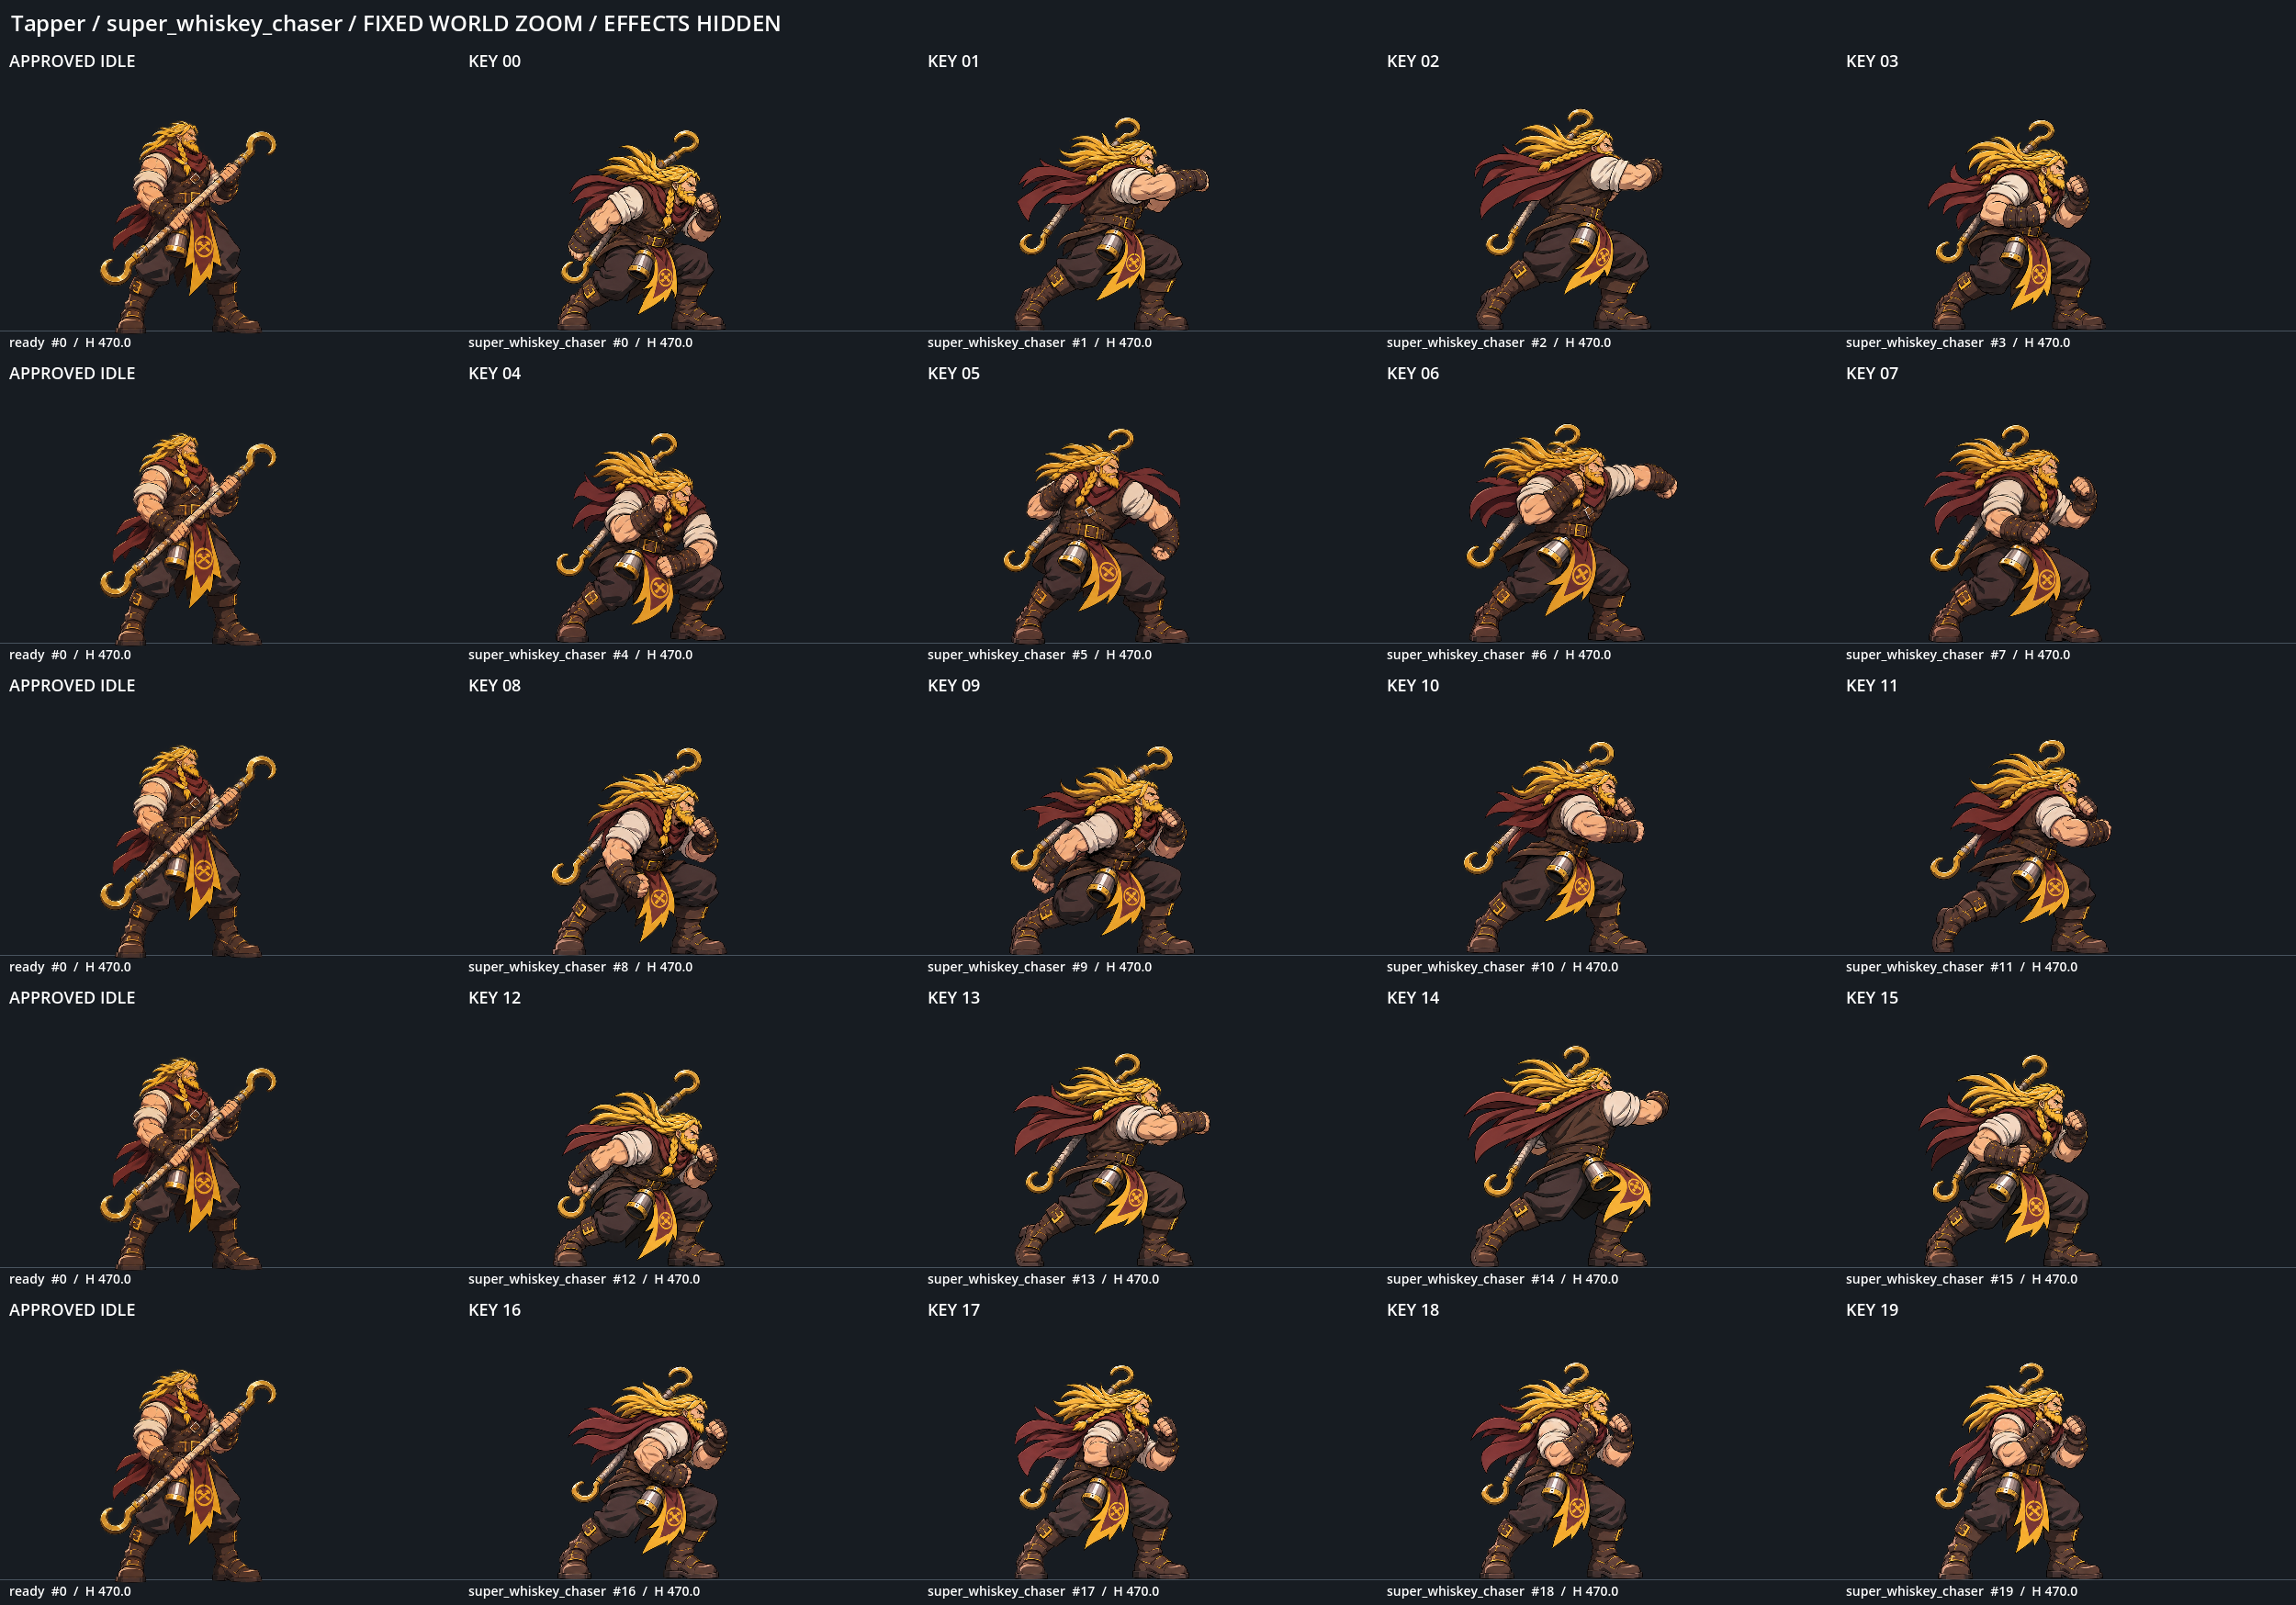 Tapper / super_whiskey_chaser / FIXED WORLD ZOOM / EFFECTS HIDDEN
APPROVED IDLE KEY 00 KEY 01 KEY 02 KEY 03
ready #0 / H 470.0 super_whiskey_chaser #0 / H 470.0 super_whiskey_chaser #1 / H 470.0 super_whiskey_chaser #2 / H 470.0 super_whiskey_chaser #3 / H 470.0
APPROVED IDLE KEY 04 KEY 05 KEY 06 KEY 07
ready #0 / H 470.0 super_whiskey_chaser #4 / H 470.0 super_whiskey_chaser #5 / H 470.0 super_whiskey_chaser #6 / H 470.0 super_whiskey_chaser #7 / H 470.0
APPROVED IDLE KEY 08 KEY 09 KEY 10 KEY 11
ready #0 / H 470.0 super_whiskey_chaser #8 / H 470.0 super_whiskey_chaser #9 / H 470.0 super_whiskey_chaser #10 / H 470.0 super_whiskey_chaser #11 / H 470.0
APPROVED IDLE KEY 12 KEY 13 KEY 14 KEY 15
ready #0 / H 470.0 super_whiskey_chaser #12 / H 470.0 super_whiskey_chaser #13 / H 470.0 super_whiskey_chaser #14 / H 470.0 super_whiskey_chaser #15 / H 470.0
APPROVED IDLE KEY 16 KEY 17 KEY 18 KEY 19
ready #0 / H 470.0 super_whiskey_chaser #16 / H 470.0 super_whiskey_chaser #17 / H 470.0 super_whiskey_chaser #18 / H 470.0 super_whiskey_chaser #19 / H 470.0